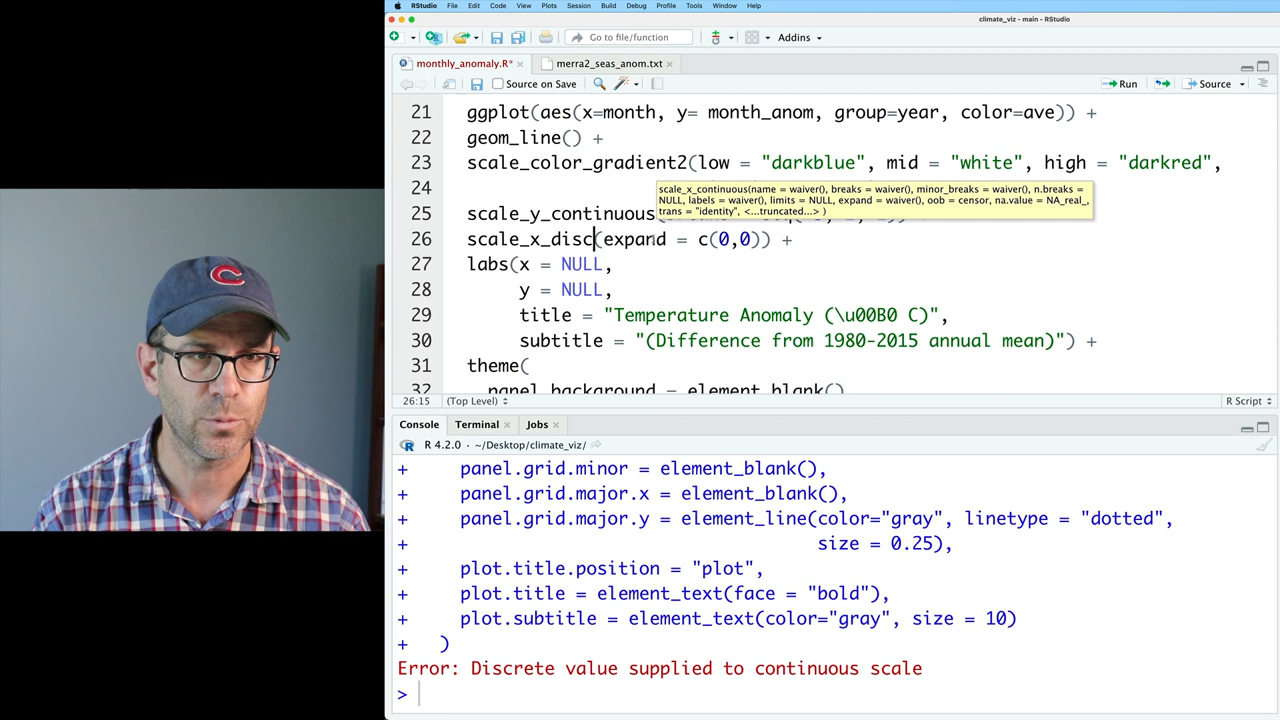 RStudio File Edit Code View Plots Session Build Debug Profile Tools Window Help
climate_viz - main - RStudio
Go to file/function Addins
monthly_anomaly.R* merra2_seas_anom.txt
Source on Save Run Source
21 ggplot(aes(x=month, y= month_anom, group=year, color=ave)) +
22 geom_line() +
23 scale_color_gradient2(low = "darkblue", mid = "white", high = "darkred",
scale_x_continuous(name = waiver(), breaks = waiver(), minor_breaks = waiver(), n.breaks =
24 NULL, labels = waiver(), limits = NULL, expand = waiver(), oob = censor, na.value = NA_real_,
trans = "identity", <...truncated...> )
25 scale_y_continuous
26 scale_x_disc(expand = c(0,0)) +
27 labs(x = NULL,
28 y = NULL,
29 title = "Temperature Anomaly (\u00B0 C)",
30 subtitle = "(Difference from 1980-2015 annual mean)") +
31 theme(
32 panel.background = element_blank(),
26:15 (Top Level) R Script
Console Terminal Jobs
R 4.2.0 · ~/Desktop/climate_viz/
+ panel.grid.minor = element_blank(),
+ panel.grid.major.x = element_blank(),
+ panel.grid.major.y = element_line(color="gray", linetype = "dotted",
+ size = 0.25),
+ plot.title.position = "plot",
+ plot.title = element_text(face = "bold"),
+ plot.subtitle = element_text(color="gray", size = 10)
+ )
Error: Discrete value supplied to continuous scale
>